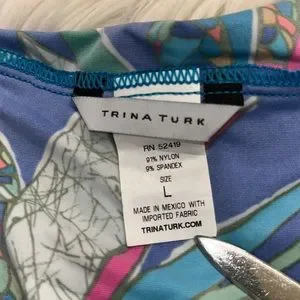 TRINA TURK
RN 52419
91% NYLON
9% SPANDEX
SIZE
L
MADE IN MEXICO WITH
IMPORTED FABRIC
TRINATURK.COM